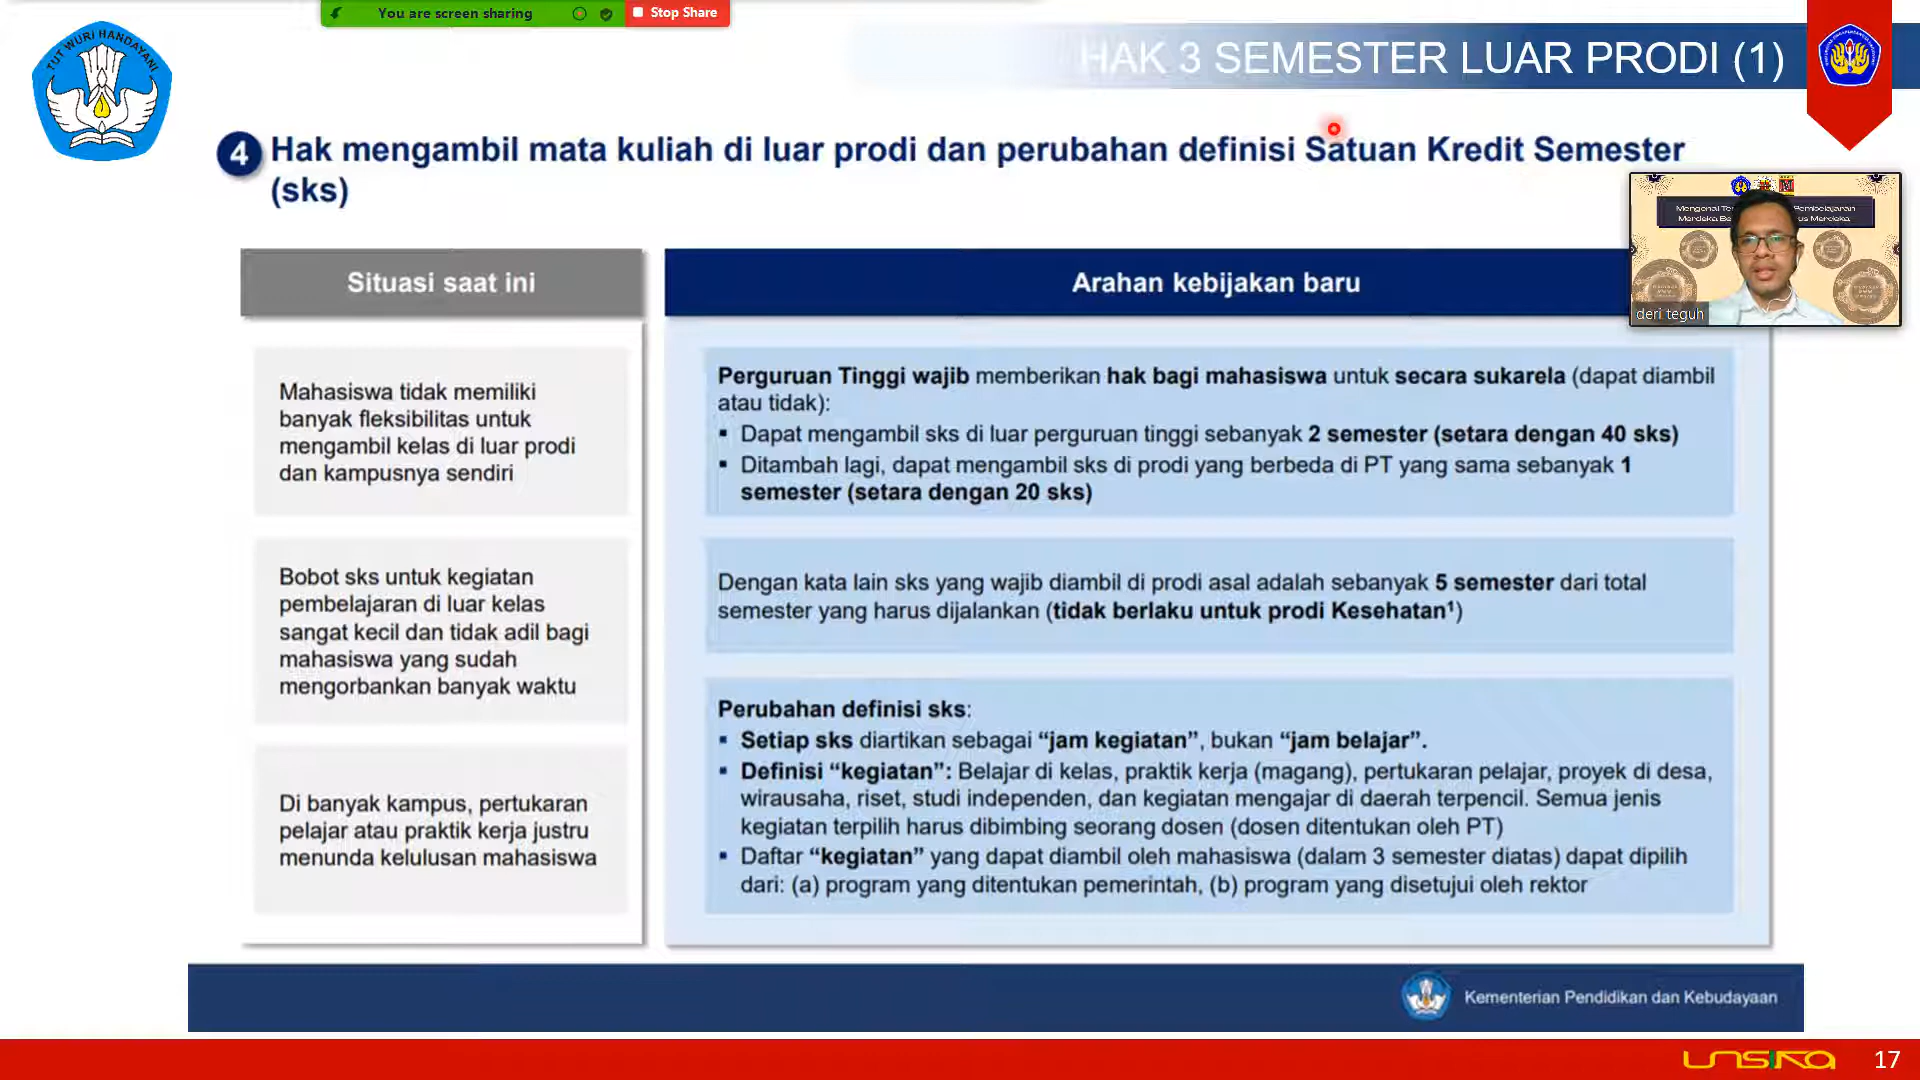 You are screen sharing
Stop Share
TUT WURI HANDAYANI
HAK 3 SEMESTER LUAR PRODI (1)
4 Hak mengambil mata kuliah di luar prodi dan perubahan definisi Satuan Kredit Semester
(sks)
Mengenal
Pembelajaran
Merdeka
Merdeka
deri teguh
Situasi saat ini
Mahasiswa tidak memiliki
banyak fleksibilitas untuk
mengambil kelas di luar prodi
dan kampusnya sendiri
Bobot sks untuk kegiatan
pembelajaran di luar kelas
sangat kecil dan tidak adil bagi
mahasiswa yang sudah
mengorbankan banyak waktu
Di banyak kampus, pertukaran
pelajar atau praktik kerja justru
menunda kelulusan mahasiswa
Arahan kebijakan baru
Perguruan Tinggi wajib memberikan hak bagi mahasiswa untuk secara sukarela (dapat diambil
atau tidak):
▪ Dapat mengambil sks di luar perguruan tinggi sebanyak 2 semester (setara dengan 40 sks)
▪ Ditambah lagi, dapat mengambil sks di prodi yang berbeda di PT yang sama sebanyak 1
semester (setara dengan 20 sks)
Dengan kata lain sks yang wajib diambil di prodi asal adalah sebanyak 5 semester dari total
semester yang harus dijalankan (tidak berlaku untuk prodi Kesehatan¹)
Perubahan definisi sks:
▪ Setiap sks diartikan sebagai “jam kegiatan”, bukan “jam belajar”.
▪ Definisi “kegiatan”: Belajar di kelas, praktik kerja (magang), pertukaran pelajar, proyek di desa,
wirausaha, riset, studi independen, dan kegiatan mengajar di daerah terpencil. Semua jenis
kegiatan terpilih harus dibimbing seorang dosen (dosen ditentukan oleh PT)
▪ Daftar “kegiatan” yang dapat diambil oleh mahasiswa (dalam 3 semester diatas) dapat dipilih
dari: (a) program yang ditentukan pemerintah, (b) program yang disetujui oleh rektor
Kementerian Pendidikan dan Kebudayaan
unsika
17